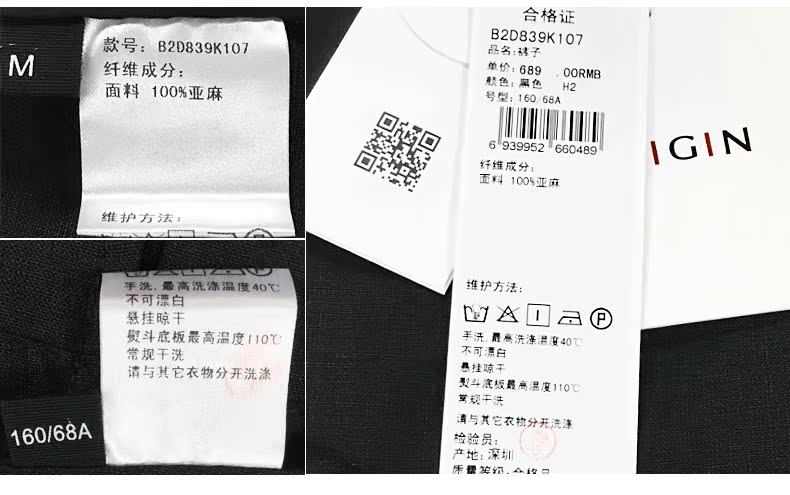 M
款号: B2D839K107
纤维成分:
面料 100%亚麻
维护方法:
手洗, 最高洗涤温度40℃
不可漂白
悬挂晾干
熨斗底板最高温度110℃
常规干洗
请与其它衣物分开洗涤
160/68A
合格证
B2D839K107
品名: 裤子
单价: 689 .00RMB
颜色: 黑色 H2
号型: 160/68A
6 939952 660489
纤维成分:
面料 100%亚麻
维护方法:
P
手洗, 最高洗涤温度40℃
不可漂白
悬挂晾干
熨斗底板最高温度110℃
常规干洗
请与其它衣物分开洗涤
检验员:
产地: 深圳
质量等级: 合格品
IGIN